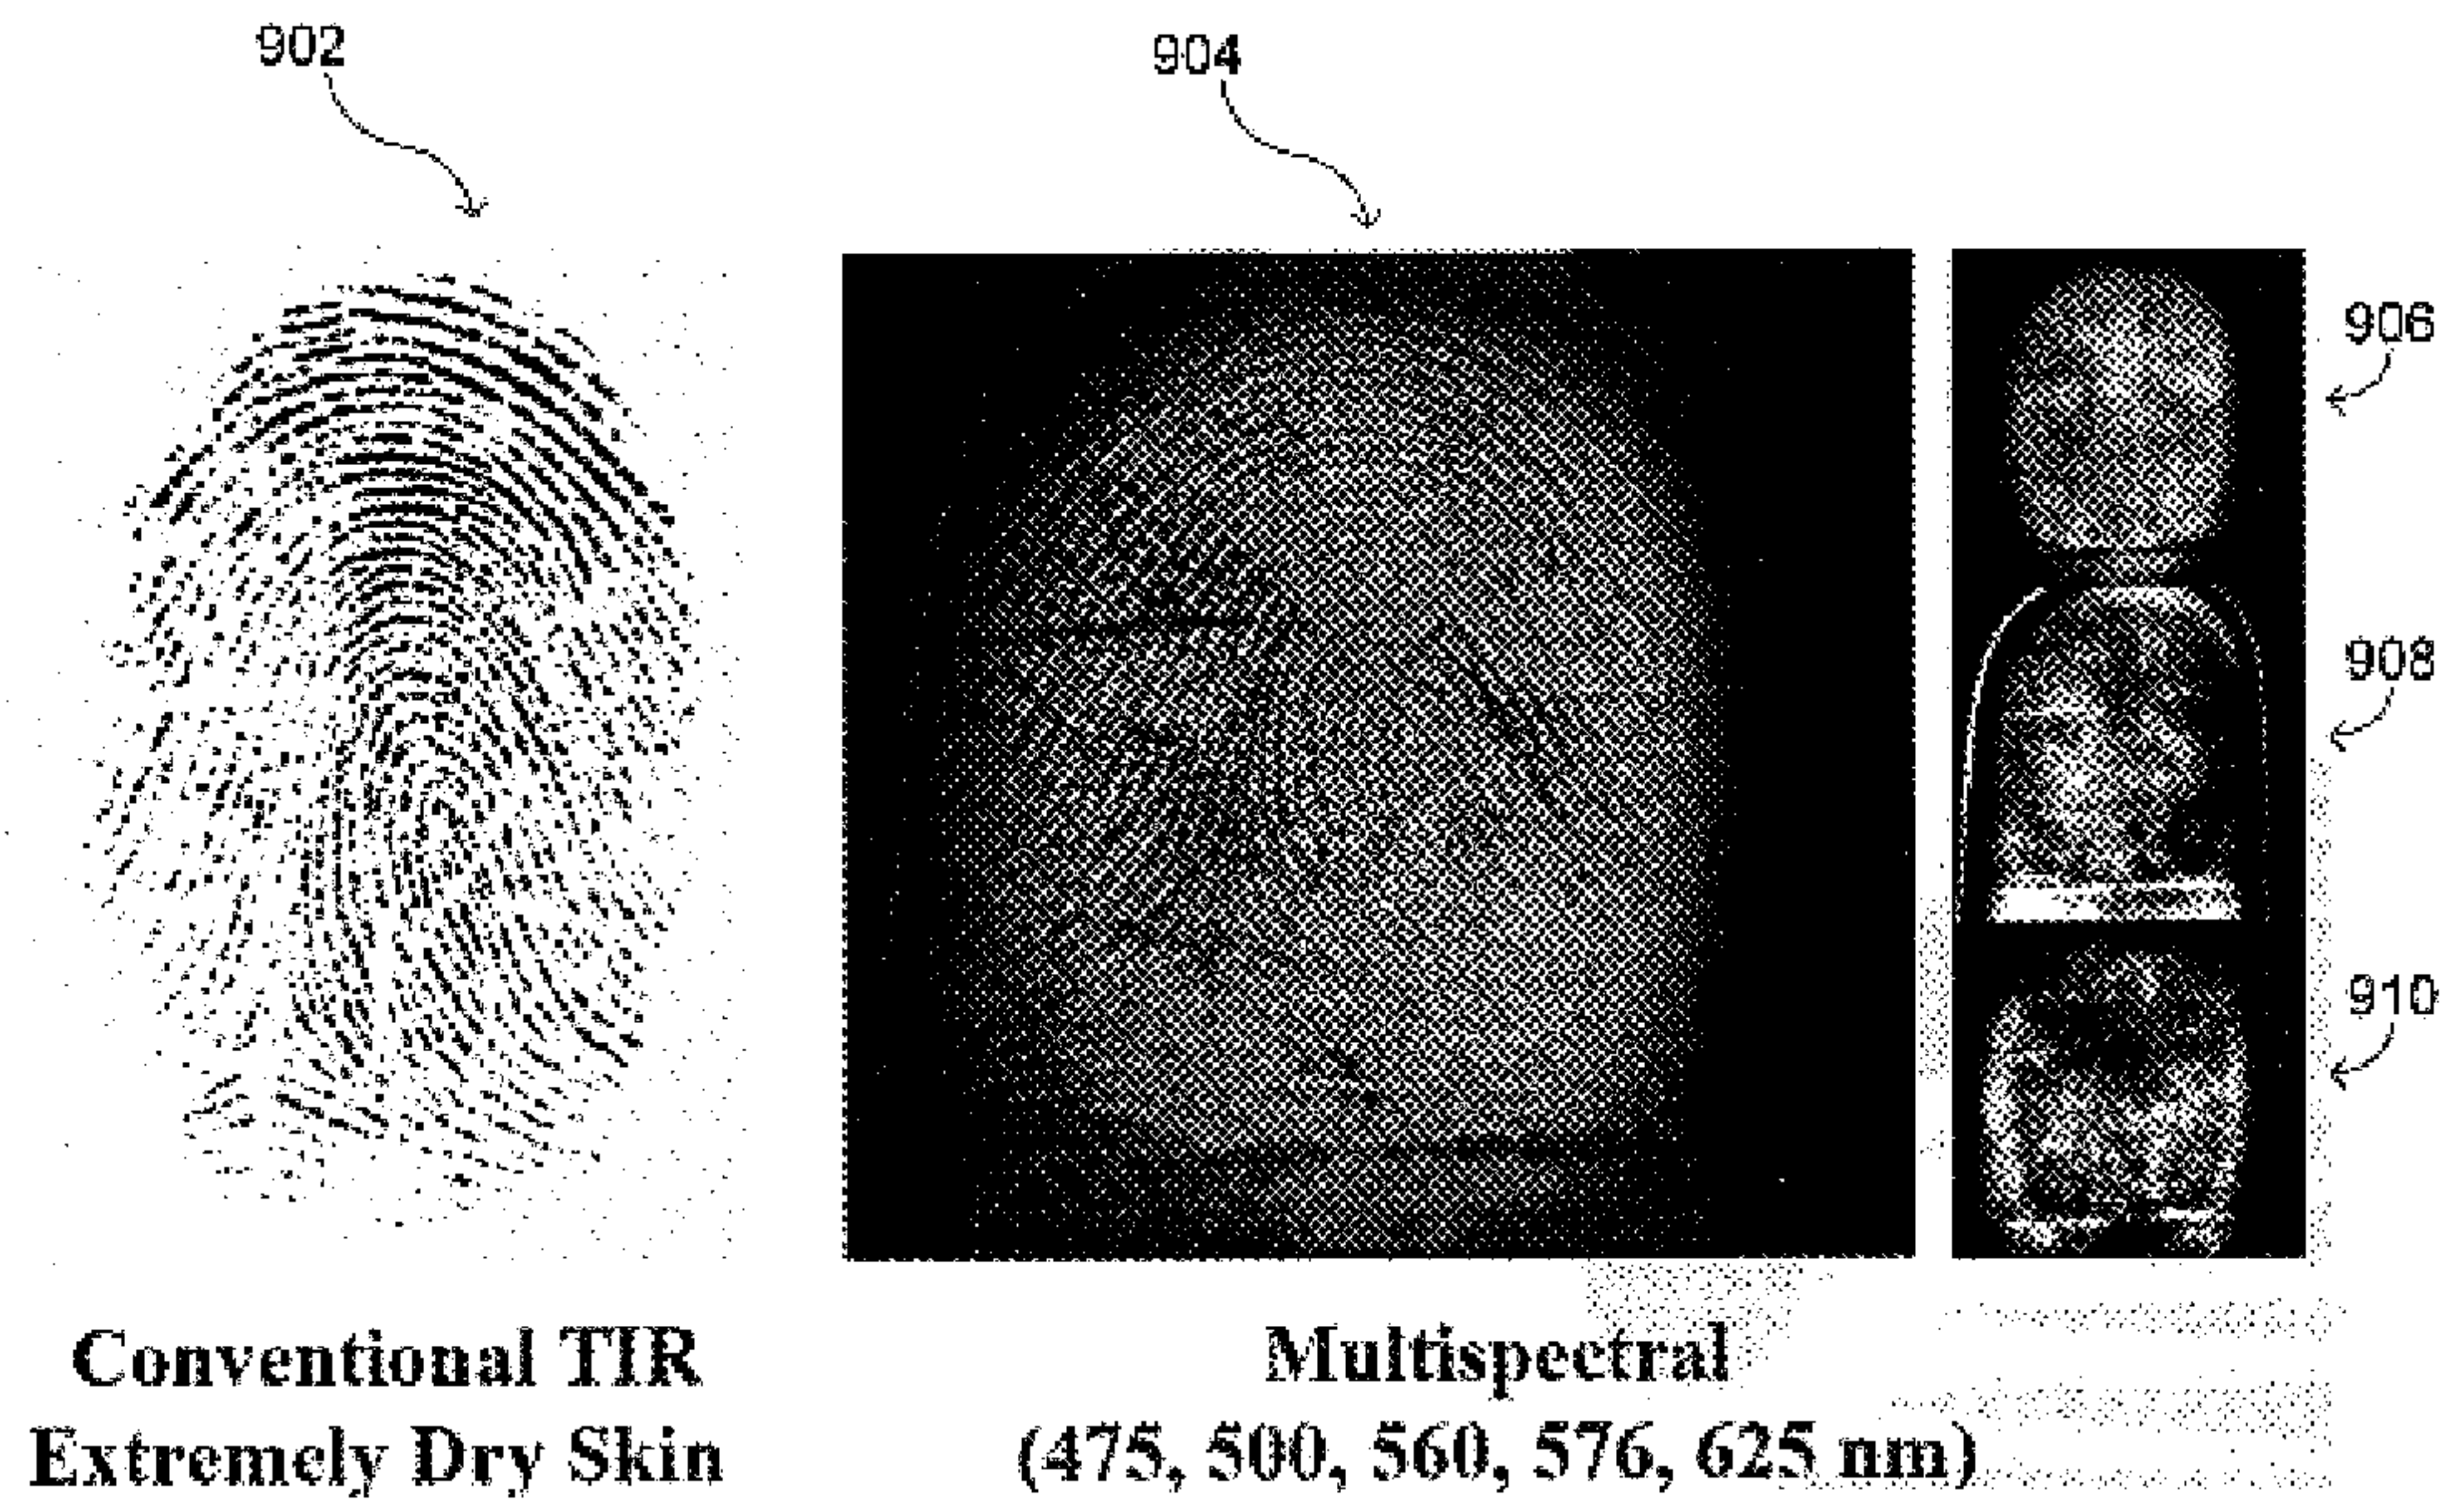 902
904
906
908
910
Conventional TIR
Extremely Dry Skin
Multispectral
(475, 500, 560, 576, 625 nm)